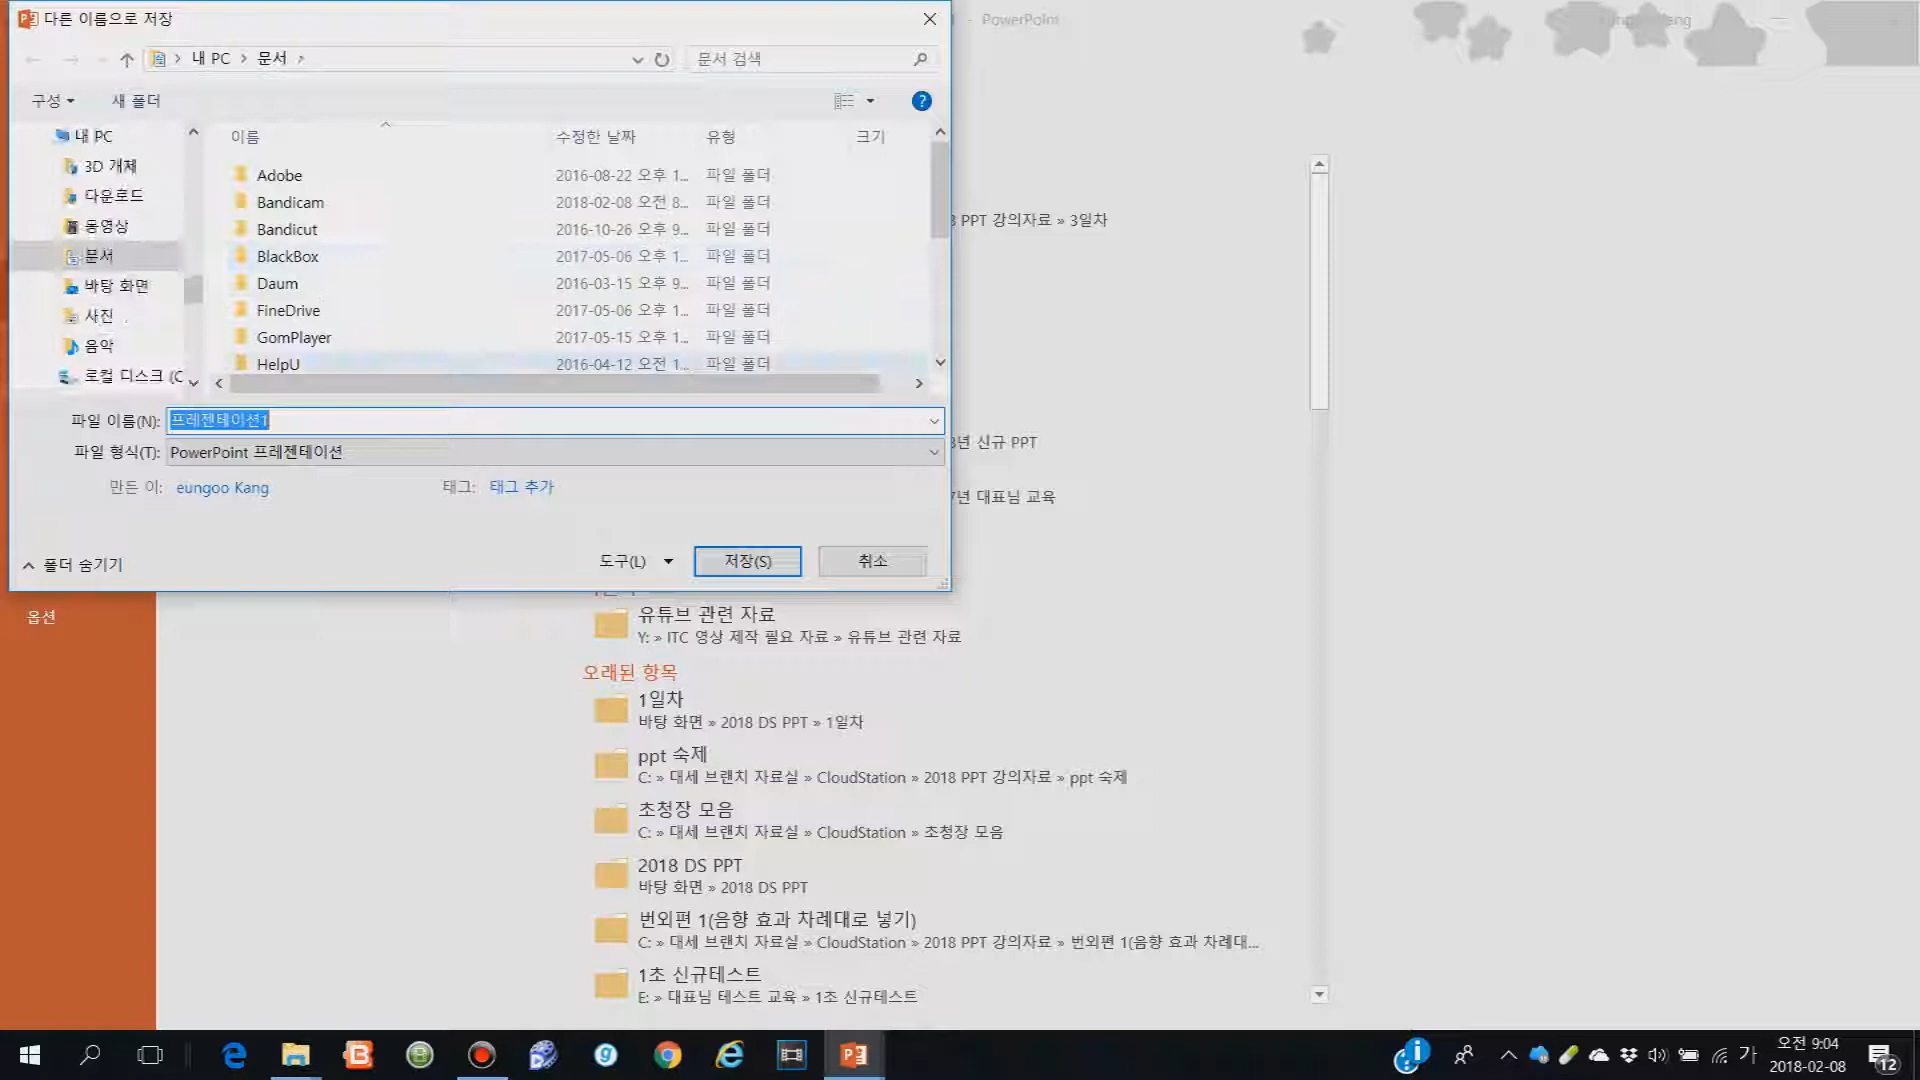 다른 이름으로 저장
- PowerPoint
내 PC > 문서 >
문서 검색
구성
새 폴더
내 PC
3D 개체
다운로드
동영상
문서
바탕 화면
사진
음악
로컬 디스크 (C
이름 수정한 날짜 유형 크기
Adobe 2016-08-22 오후 1... 파일 폴더
Bandicam 2018-02-08 오전 8... 파일 폴더
Bandicut 2016-10-26 오후 9... 파일 폴더
BlackBox 2017-05-06 오후 1... 파일 폴더
Daum 2016-03-15 오후 9... 파일 폴더
FineDrive 2017-05-06 오후 1... 파일 폴더
GomPlayer 2017-05-15 오후 1... 파일 폴더
HelpU 2016-04-12 오전 1... 파일 폴더
파일 이름(N): 프레젠테이션1
파일 형식(T): PowerPoint 프레젠테이션
만든 이: eungoo Kang 태그: 태그 추가
폴더 숨기기
도구(L) 저장(S) 취소
PPT 강의자료 » 3일차
년 신규 PPT
년 대표님 교육
옵션
유튜브 관련 자료
Y: » ITC 영상 제작 필요 자료 » 유튜브 관련 자료
오래된 항목
1일차
바탕 화면 » 2018 DS PPT » 1일차
ppt 숙제
C: » 대세 브랜치 자료실 » CloudStation » 2018 PPT 강의자료 » ppt 숙제
초청장 모음
C: » 대세 브랜치 자료실 » CloudStation » 초청장 모음
2018 DS PPT
바탕 화면 » 2018 DS PPT
번외편 1(음향 효과 차례대로 넣기)
C: » 대세 브랜치 자료실 » CloudStation » 2018 PPT 강의자료 » 번외편 1(음향 효과 차례대...
1초 신규테스트
E: » 대표님 테스트 교육 » 1초 신규테스트
가
오전 9:04
2018-02-08
12